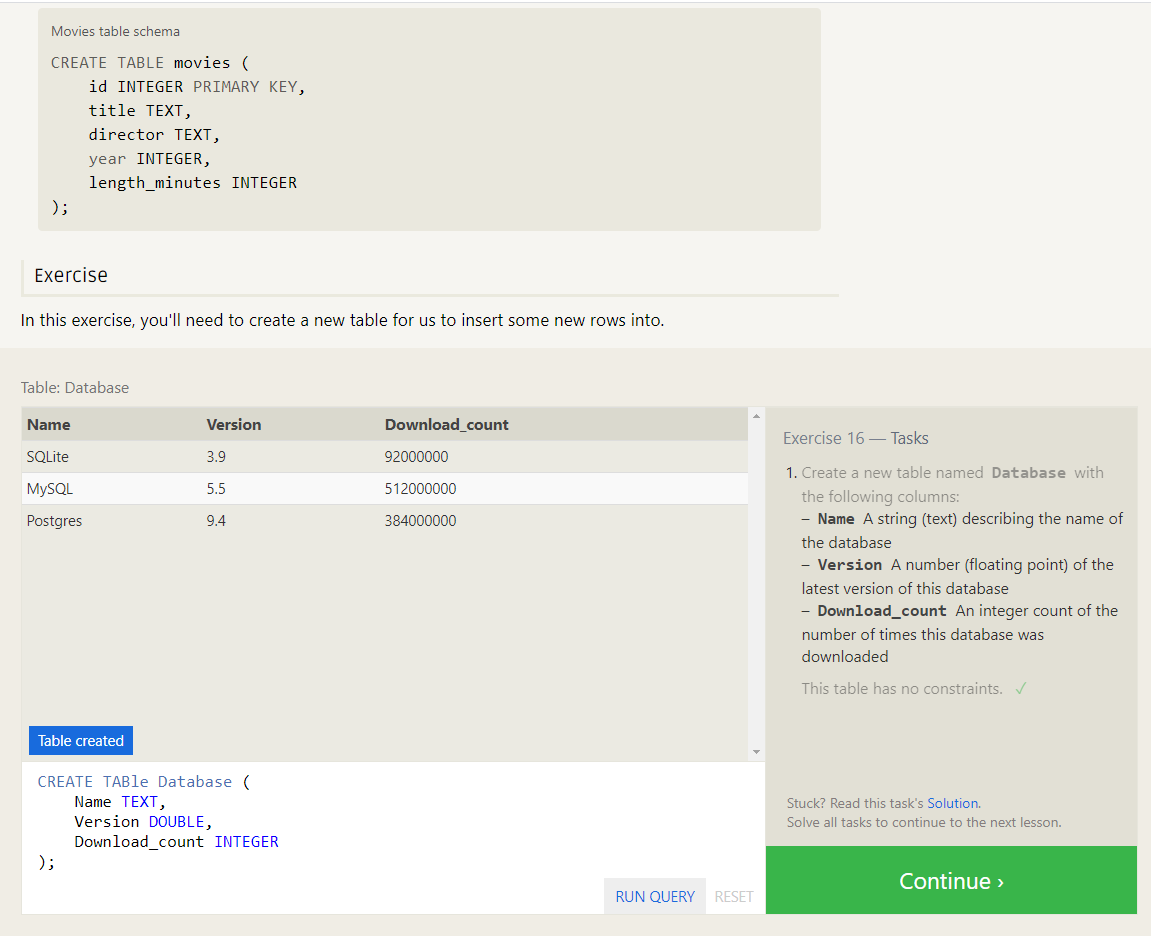 Movies table schema
CREATE TABLE movies (
    id INTEGER PRIMARY KEY,
    title TEXT,
    director TEXT,
    year INTEGER,
    length_minutes INTEGER
);
Exercise
In this exercise, you'll need to create a new table for us to insert some new rows into.
Table: Database
Name Version Download_count
SQLite 3.9 92000000
MySQL 5.5 512000000
Postgres 9.4 384000000
Table created
CREATE TABle Database (
    Name TEXT,
    Version DOUBLE,
    Download_count INTEGER
);
RUN QUERY RESET
Exercise 16 — Tasks
1. Create a new table named Database with
the following columns:
– Name A string (text) describing the name of
the database
– Version A number (floating point) of the
latest version of this database
– Download_count An integer count of the
number of times this database was
downloaded
This table has no constraints. ✓
Stuck? Read this task's Solution.
Solve all tasks to continue to the next lesson.
Continue ›